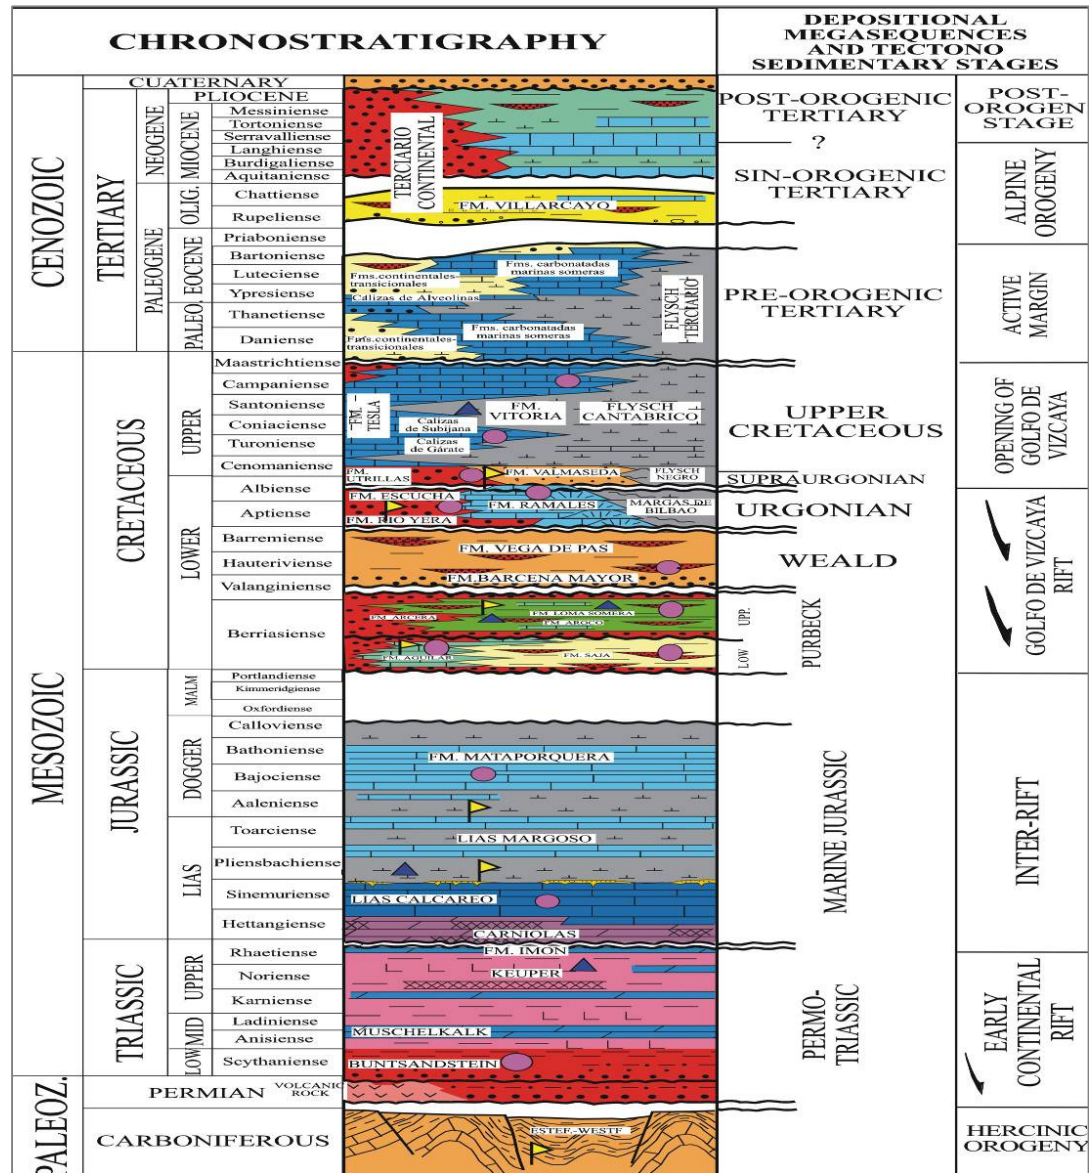 CHRONOSTRATIGRAPHY
DEPOSITIONAL
MEGASEQUENCES
AND TECTONO
SEDIMENTARY STAGES
CENOZOIC
MESOZOIC
PALEOZ.
CUATERNARY
TERTIARY
NEOGENE
PALEOGENE
PLIOCENE
MIOCENE
Messiniense
Tortoniense
Serravalliense
Langhiense
Burdigaliense
Aquitaniense
OLIG.
Chattiense
Rupeliense
EOCENE
Priaboniense
Bartoniense
Luteciense
Ypresiense
PALEO.
Thanetiense
Daniense
CRETACEOUS
UPPER
Maastrichtiense
Campaniense
Santoniense
Coniaciense
Turoniense
Cenomaniense
LOWER
Albiense
Aptiense
Barremiense
Hauteriviense
Valanginiense
Berriasiense
JURASSIC
MALM
Portlandiense
Kimmeridgiense
Oxfordiense
DOGGER
Calloviense
Bathoniense
Bajociense
Aaleniense
LIAS
Toarciense
Pliensbachiense
Sinemuriense
Hettangiense
TRIASSIC
UPPER
Rhaetiense
Noriense
Karniense
MID
Ladiniense
Anisiense
LOW
Scythaniense
PERMIAN
VOLCANIC
ROCK
CARBONIFEROUS
TERCIARIO
CONTINENTAL
FM. VILLARCAYO
Fms. carbonatadas
marinas someras
Fms.continentales-
transicionales
Calizas de Alveolinas
FLYSCH
TERCIARIO
Fms. carbonatadas
marinas someras
Fms.continentales-
transicionales
FM.
TESLA
FM.
VITORIA
FLYSCH
CANTABRICO
Calizas
de Subijana
Calizas
de Gárate
FM.
UTRILLAS
FM. VALMASEDA
FLYSCH
NEGRO
FM. ESCUCHA
FM. RAMALES
MARGAS DE
BILBAO
FM. RIO YERA
FM. VEGA DE PAS
FM.BARCENA MAYOR
FM. ARCERA
FM. LOMA SOMERA
FM. AROCO
FM. AGUILAR
FM. SAJA
FM. MATAPORQUERA
LIAS MARGOSO
LIAS CALCAREO
CARNIOLAS
FM. IMON
KEUPER
MUSCHELKALK
BUNTSANDSTEIN
ESTEF.-WESTF
POST-OROGENIC
TERTIARY
?
SIN-OROGENIC
TERTIARY
PRE-OROGENIC
TERTIARY
UPPER
CRETACEOUS
SUPRAURGONIAN
URGONIAN
WEALD
UPP.
LOW
PURBECK
MARINE JURASSIC
PERMO-
TRIASSIC
POST-
OROGEN
STAGE
ALPINE
OROGENY
ACTIVE
MARGIN
OPENING OF
GOLFO DE
VIZCAYA
GOLFO DE VIZCAYA
RIFT
INTER-RIFT
EARLY
CONTINENTAL
RIFT
HERCINIC
OROGENY